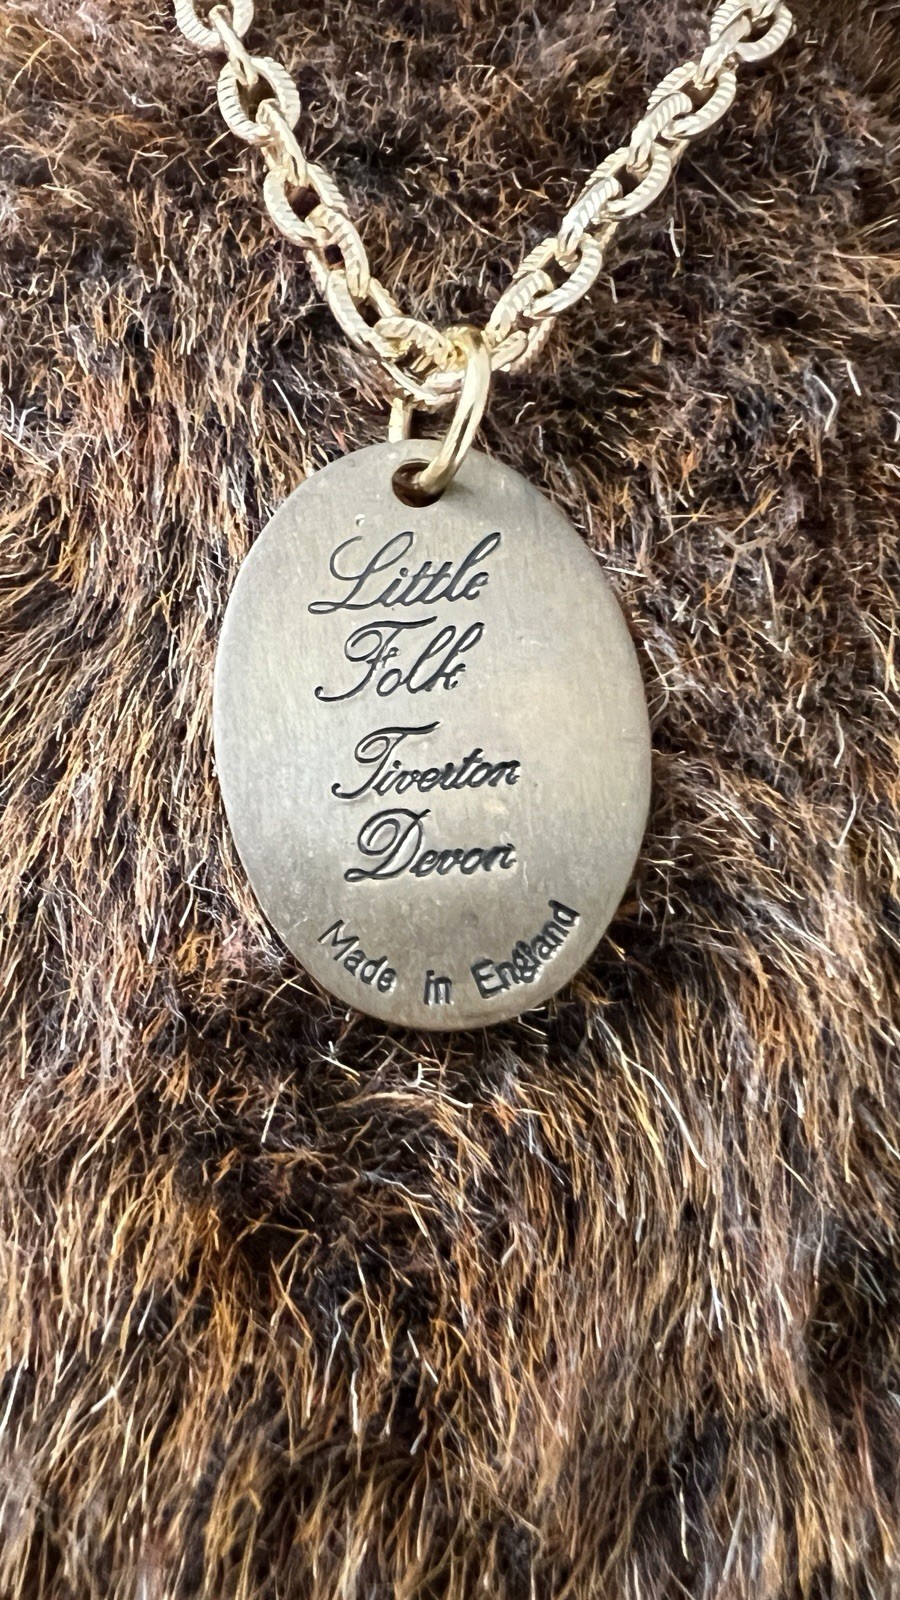 Little
Folk
Tiverton
Devon
Made in England